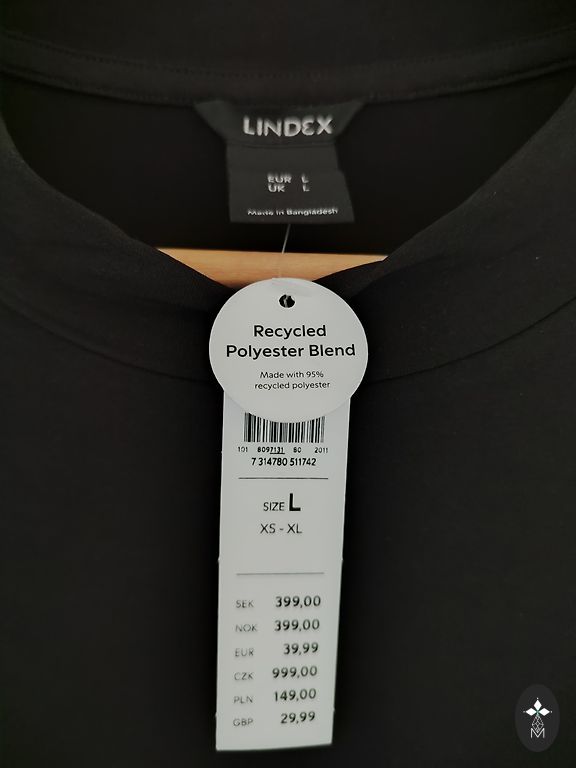 LINDEX
EUR L
UK L
Made in Bangladesh
Recycled
Polyester Blend
Made with 95%
recycled polyester
101 8097131 80 2011
7 314780 511742
SIZE L
XS - XL
SEK 399,00
NOK 399,00
EUR 39,99
CZK 999,00
PLN 149,00
GBP 29,99
M